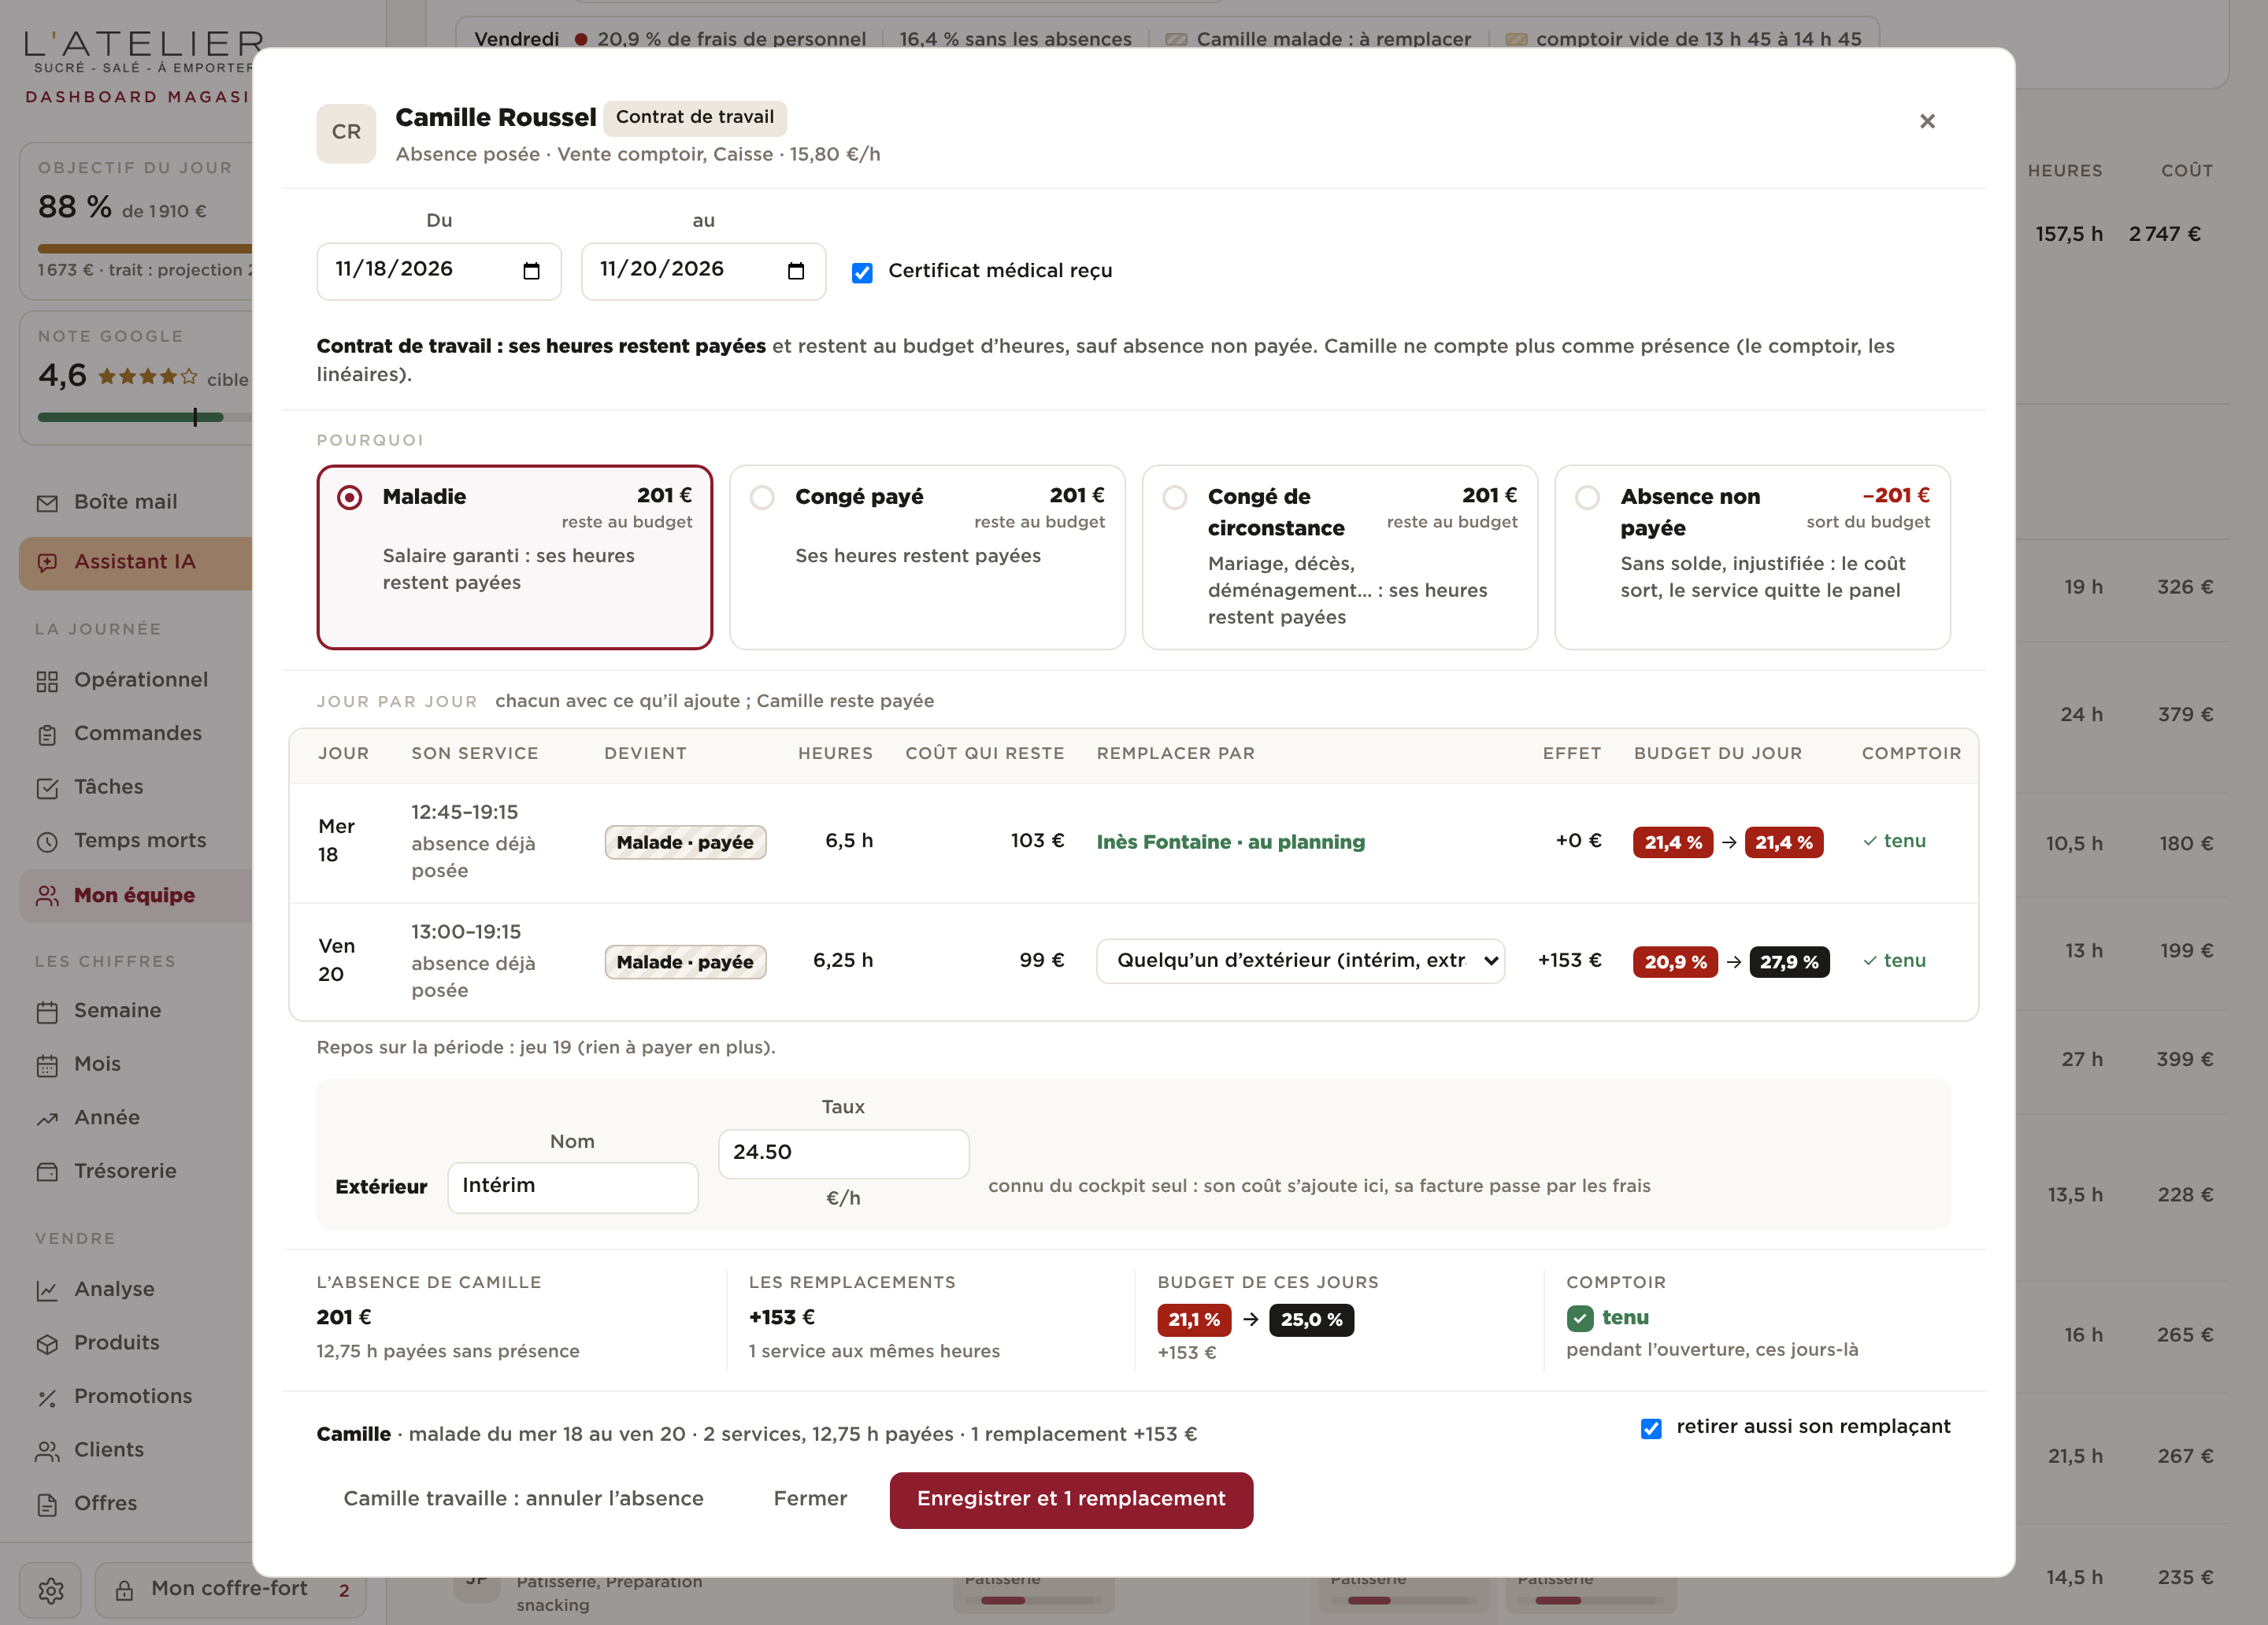 L'ATELIER
SUCRÉ - SALÉ - À EMPORTER
DASHBOARD MAGASI
Vendredi 20,9 % de frais de personnel 16,4 % sans les absences Camille malade : à remplacer comptoir vide de 13 h 45 à 14 h 45
OBJECTIF DU JOUR
88 % de 1 910 €
1 673 € · trait : projection
NOTE GOOGLE
4,6 cible
Boîte mail
Assistant IA
LA JOURNÉE
Opérationnel
Commandes
Tâches
Temps morts
Mon équipe
LES CHIFFRES
Semaine
Mois
Année
Trésorerie
VENDRE
Analyse
Produits
Promotions
Clients
Offres
Mon coffre-fort 2
CR
Camille Roussel Contrat de travail
Absence posée · Vente comptoir, Caisse · 15,80 €/h
×
Du au
11/18/2026 11/20/2026 Certificat médical reçu
Contrat de travail : ses heures restent payées et restent au budget d’heures, sauf absence non payée. Camille ne compte plus comme présence (le comptoir, les
linéaires).
POURQUOI
Maladie 201 €
reste au budget
Salaire garanti : ses heures
restent payées
Congé payé 201 €
reste au budget
Ses heures restent payées
Congé de 201 €
circonstance reste au budget
Mariage, décès,
déménagement... : ses heures
restent payées
Absence non –201 €
payée sort du budget
Sans solde, injustifiée : le coût
sort, le service quitte le panel
JOUR PAR JOUR chacun avec ce qu’il ajoute ; Camille reste payée
JOUR SON SERVICE DEVIENT HEURES COÛT QUI RESTE REMPLACER PAR EFFET BUDGET DU JOUR COMPTOIR
Mer
18
12:45–19:15
absence déjà
posée
Malade · payée 6,5 h 103 € Inès Fontaine · au planning +0 € 21,4 % → 21,4 % ✓ tenu
Ven
20
13:00–19:15
absence déjà
posée
Malade · payée 6,25 h 99 € Quelqu’un d’extérieur (intérim, extr +153 € 20,9 % → 27,9 % ✓ tenu
Repos sur la période : jeu 19 (rien à payer en plus).
Extérieur
Nom
Intérim
Taux
24.50
€/h
connu du cockpit seul : son coût s’ajoute ici, sa facture passe par les frais
L’ABSENCE DE CAMILLE
201 €
12,75 h payées sans présence
LES REMPLACEMENTS
+153 €
1 service aux mêmes heures
BUDGET DE CES JOURS
21,1 % → 25,0 %
+153 €
COMPTOIR
tenu
pendant l’ouverture, ces jours-là
Camille · malade du mer 18 au ven 20 · 2 services, 12,75 h payées · 1 remplacement +153 €
retirer aussi son remplaçant
Camille travaille : annuler l’absence Fermer Enregistrer et 1 remplacement
HEURES COÛT
157,5 h 2 747 €
19 h 326 €
24 h 379 €
10,5 h 180 €
13 h 199 €
27 h 399 €
13,5 h 228 €
16 h 265 €
21,5 h 267 €
14,5 h 235 €
JP
Pâtisserie, Préparation
snacking
Pâtisserie Pâtisserie Pâtisserie